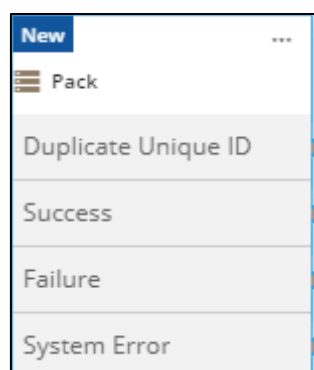 New ...
Pack
Duplicate Unique ID
Success
Failure
System Error